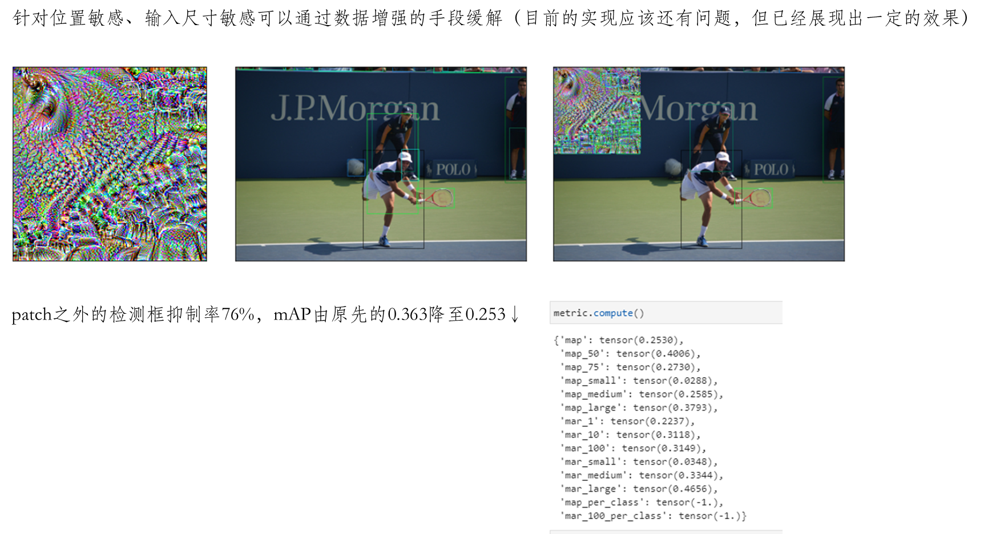 针对位置敏感、输入尺寸敏感可以通过数据增强的手段缓解（目前的实现应该还有问题，但已经展现出一定的效果）
J.P.Morgan
POLO
Morgan
POLO
patch之外的检测框抑制率76%，mAP由原先的0.363降至0.253↓
metric.compute()
{'map': tensor(0.2530),
'map_50': tensor(0.4006),
'map_75': tensor(0.2730),
'map_small': tensor(0.0288),
'map_medium': tensor(0.2585),
'map_large': tensor(0.3793),
'mar_1': tensor(0.2237),
'mar_10': tensor(0.3118),
'mar_100': tensor(0.3149),
'mar_small': tensor(0.0348),
'mar_medium': tensor(0.3344),
'mar_large': tensor(0.4656),
'map_per_class': tensor(-1.),
'mar_100_per_class': tensor(-1.)}